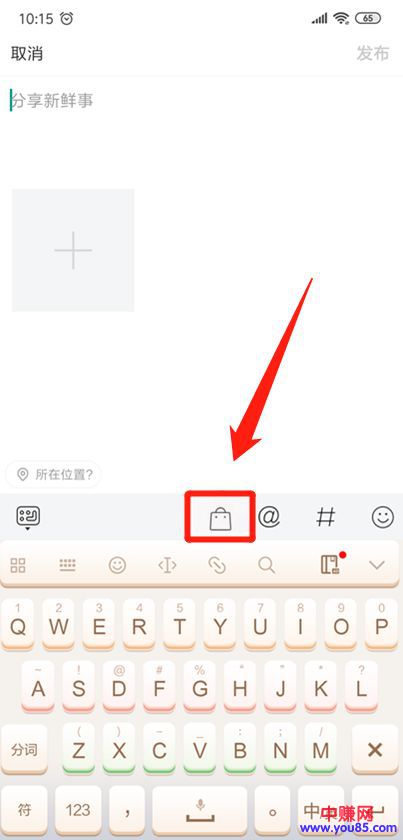 10:15 65
取消 发布
分享新鲜事
所在位置?
@ #
1 2 3 4 5 6 7 8 9 0
Q W E R T Y U I O P
~ ! @ # % " " * ?
A S D F G H J K L
( ) - _ : ; /
分词 Z X C V B N M
符 123 , 。 中
中赚网
www.you85.com